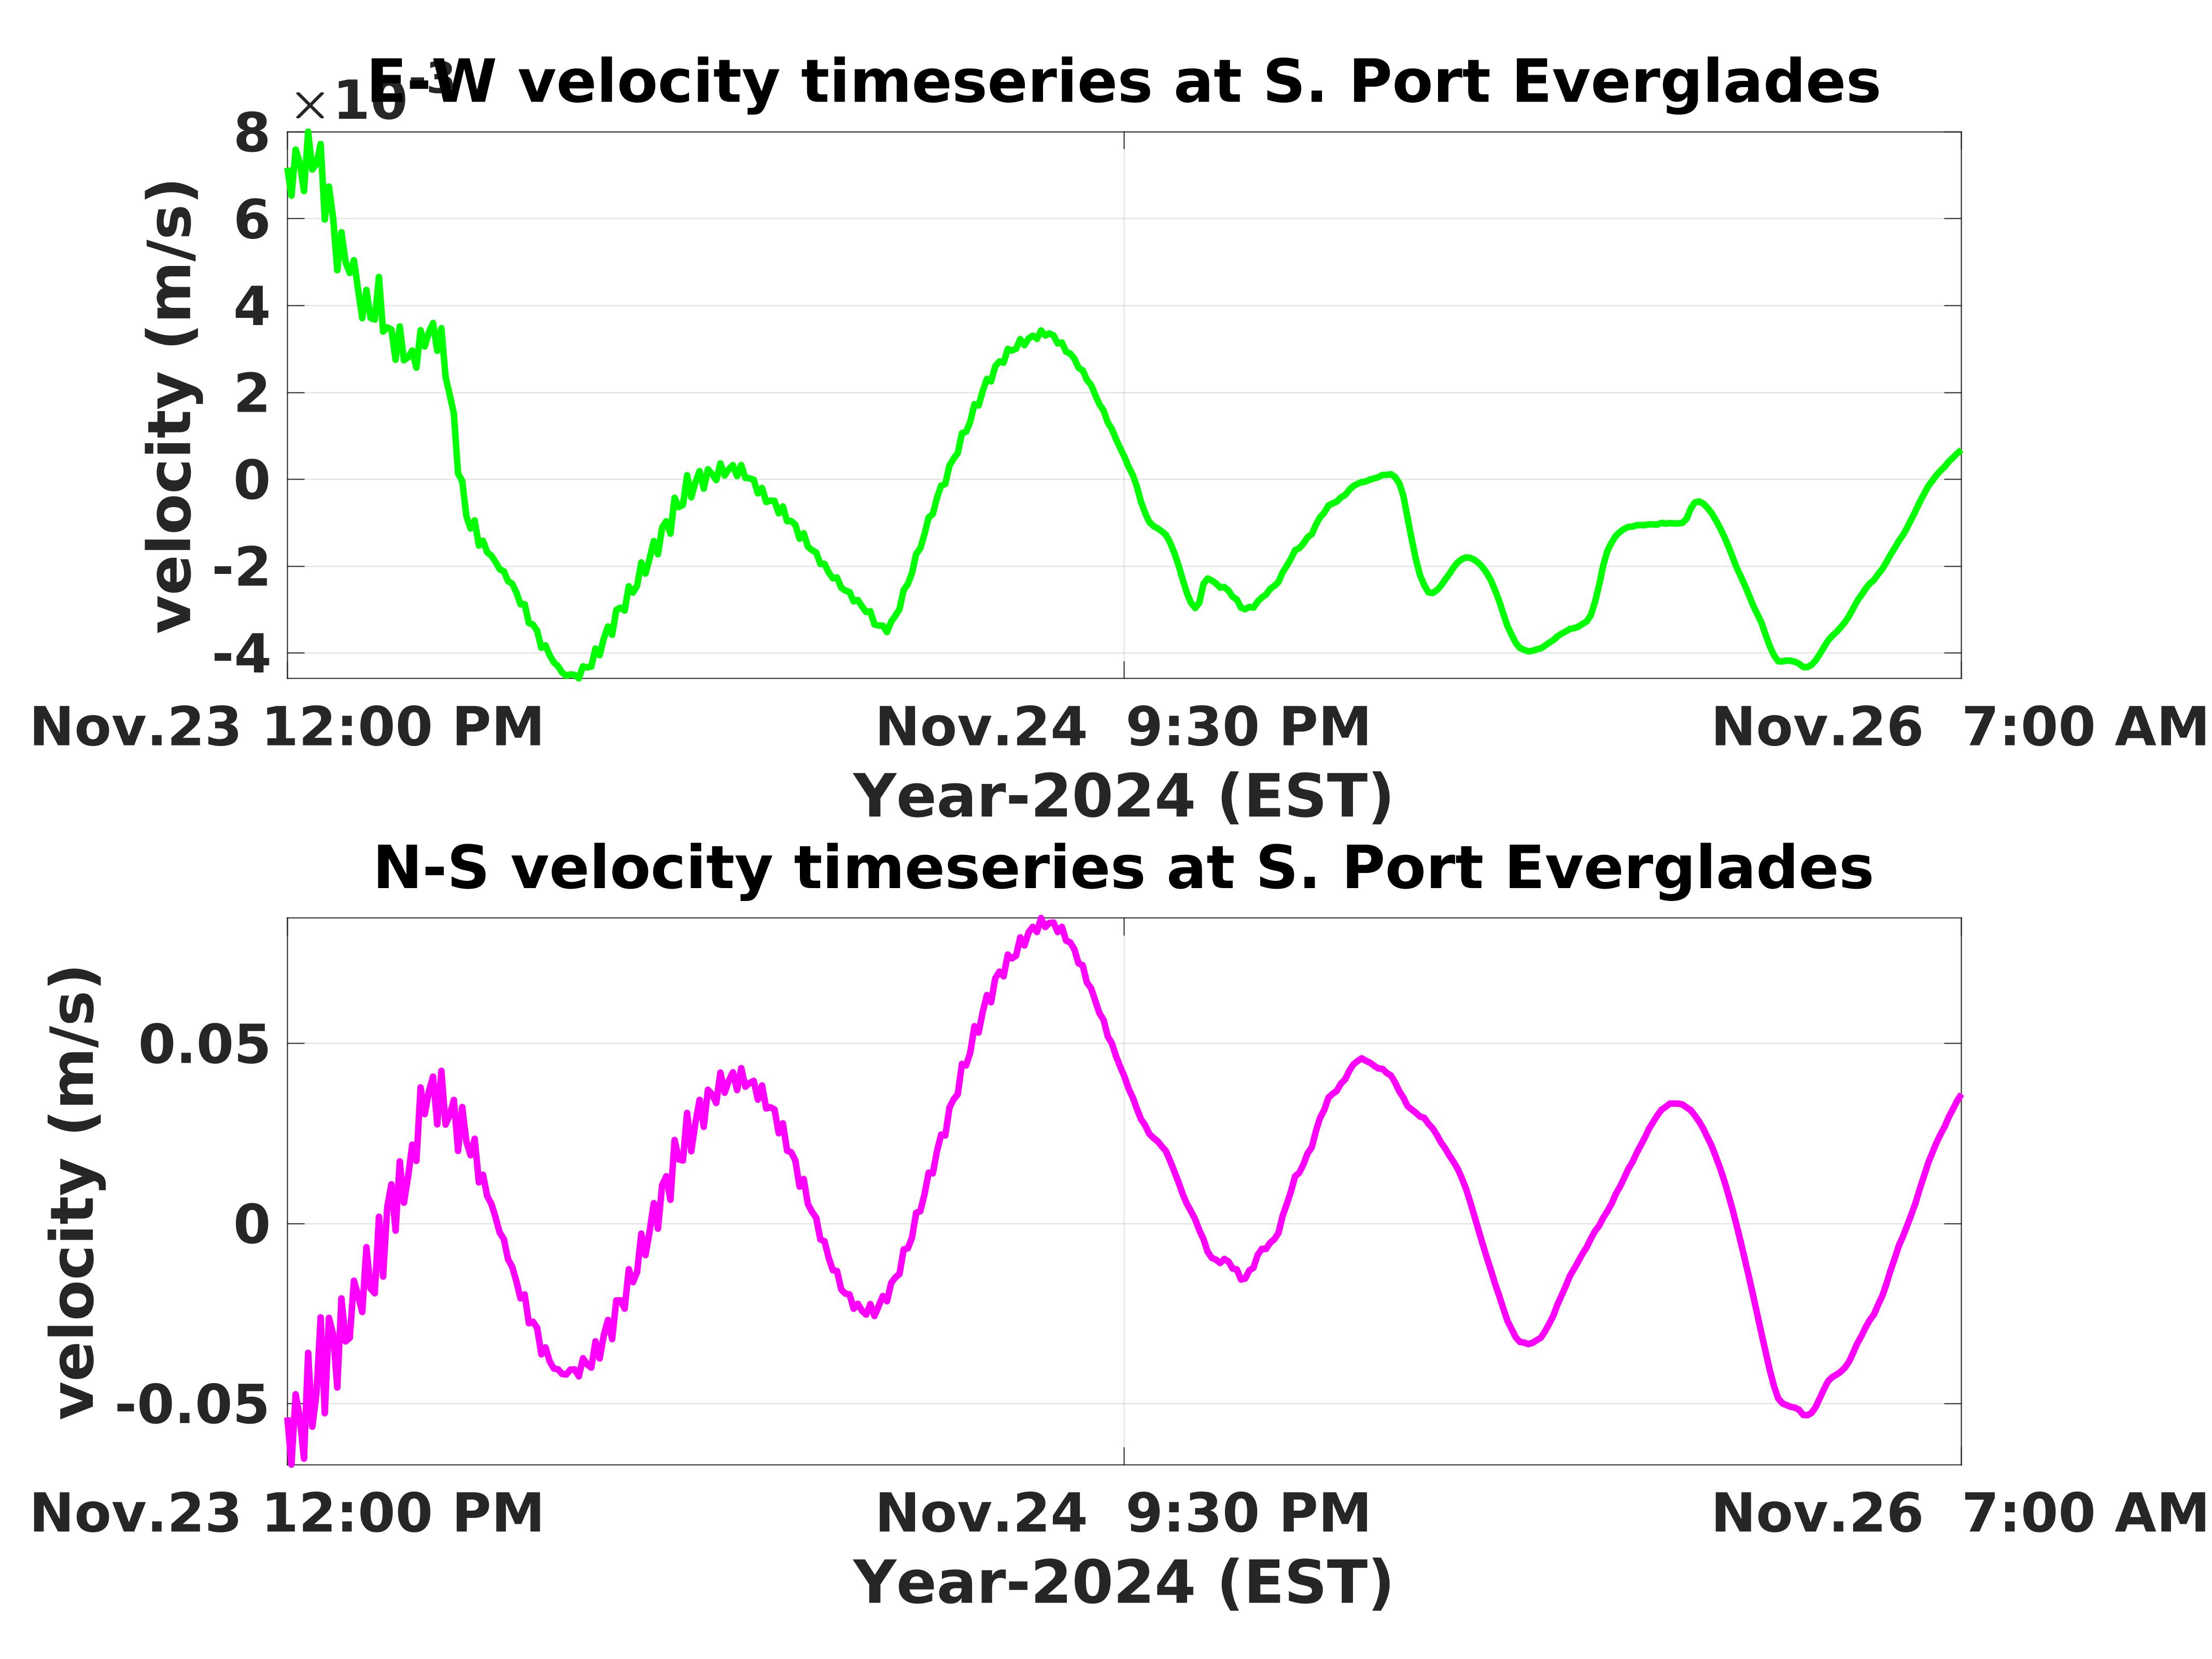 E-W velocity timeseries at S. Port Everglades
×10-3
8
6
4
2
0
-2
-4
velocity (m/s)
Nov.23 12:00 PM Nov.24 9:30 PM Nov.26 7:00 AM
Year-2024 (EST)
N-S velocity timeseries at S. Port Everglades
0.05
0
-0.05
velocity (m/s)
Nov.23 12:00 PM Nov.24 9:30 PM Nov.26 7:00 AM
Year-2024 (EST)